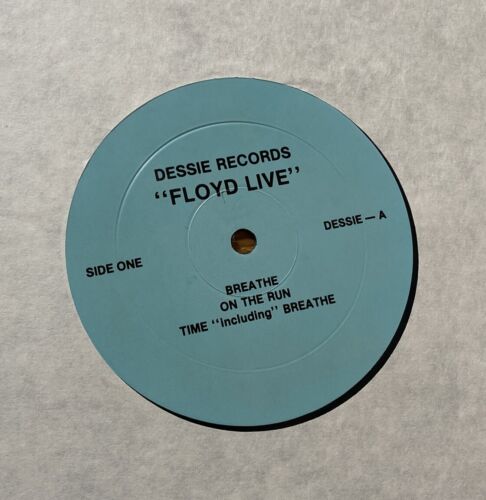 DESSIE RECORDS
"FLOYD LIVE"
DESSIE — A
SIDE ONE
BREATHE
ON THE RUN
TIME "including" BREATHE